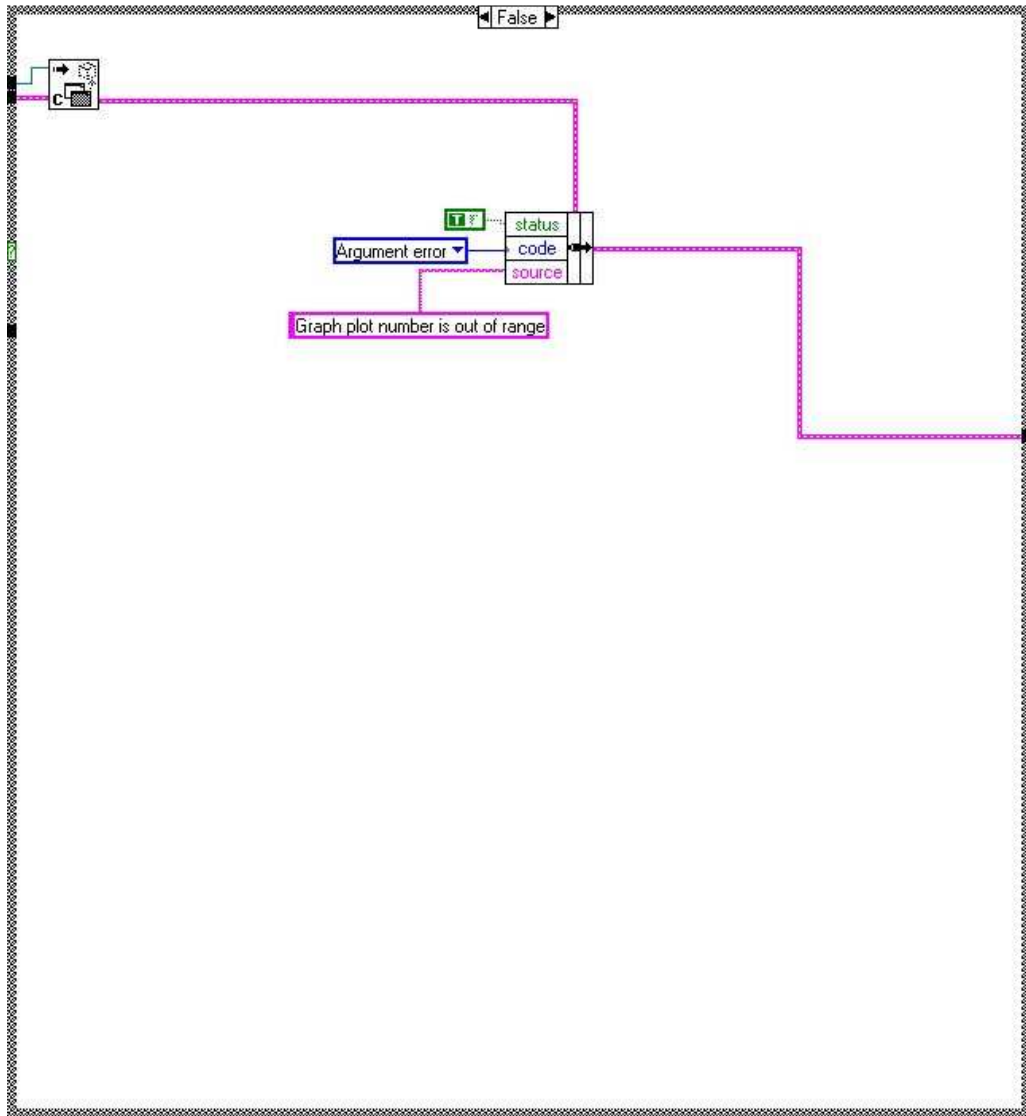 False
C
T
status
Argument error
code
source
Graph plot number is out of range
?